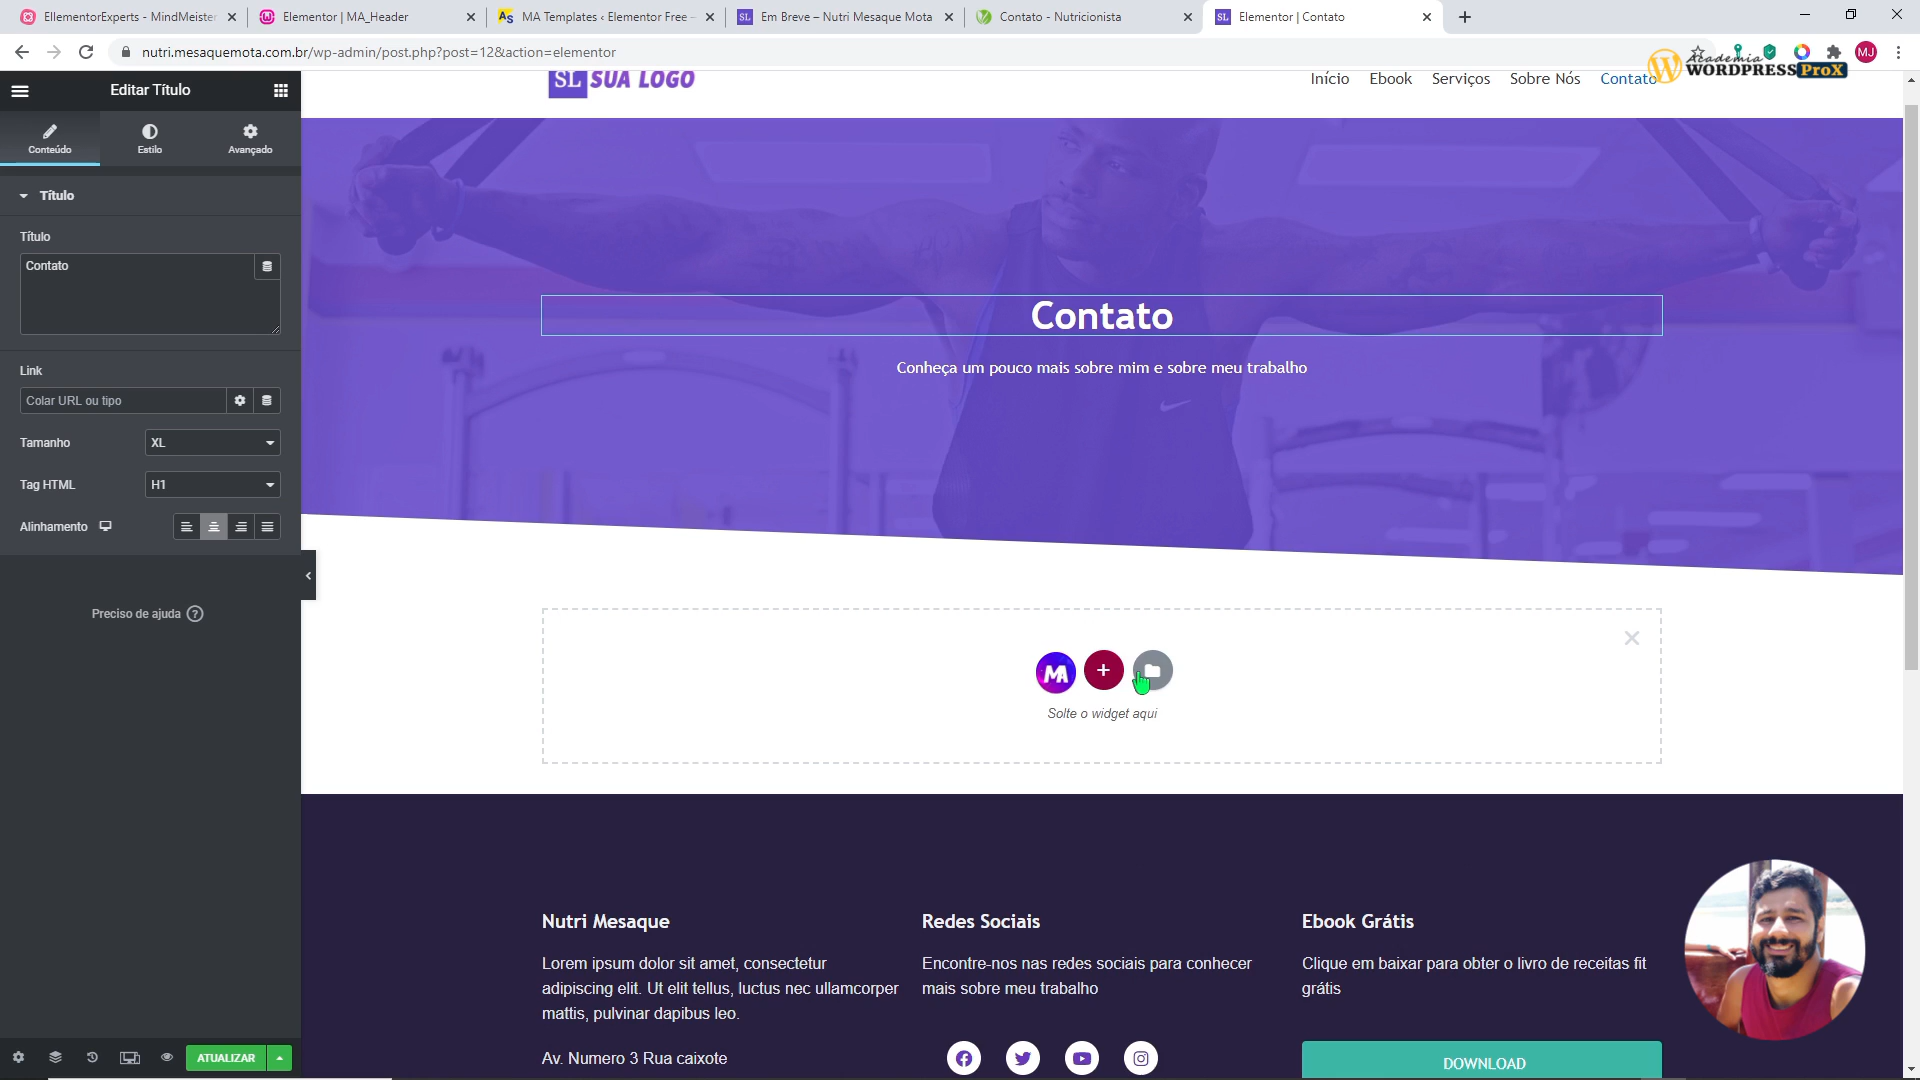 EllementorExperts - MindMeister
Elementor | MA_Header
MA Templates ‹ Elementor Free –
Em Breve – Nutri Mesaque Mota
Contato - Nutricionista
Elementor | Contato
nutri.mesaquemota.com.br/wp-admin/post.php?post=12&action=elementor
MJ
Academia
WORDPRESS ProX
Editar Título
Conteúdo
Estilo
Avançado
Título
Título
Contato
Link
Colar URL ou tipo
Tamanho
XL
Tag HTML
H1
Alinhamento
Preciso de ajuda
ATUALIZAR
SL SUA LOGO
Início
Ebook
Serviços
Sobre Nós
Contato
Contato
Conheça um pouco mais sobre mim e sobre meu trabalho
MA
Solte o widget aqui
Nutri Mesaque
Lorem ipsum dolor sit amet, consectetur
adipiscing elit. Ut elit tellus, luctus nec ullamcorper
mattis, pulvinar dapibus leo.
Av. Numero 3 Rua caixote
Redes Sociais
Encontre-nos nas redes sociais para conhecer
mais sobre meu trabalho
Ebook Grátis
Clique em baixar para obter o livro de receitas fit
grátis
DOWNLOAD